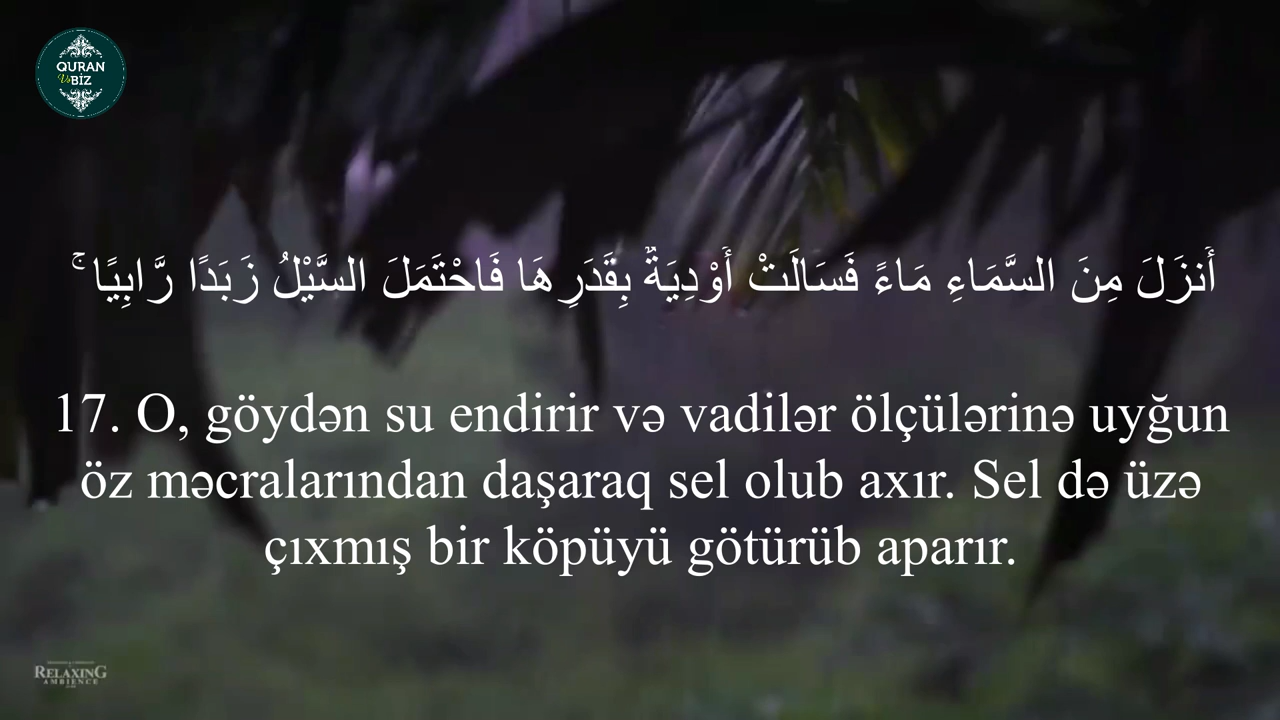 QURAN
Və BİZ
أَنزَلَ مِنَ السَّمَاءِ مَاءً فَسَالَتْ أَوْدِيَةٌ بِقَدَرِهَا فَاحْتَمَلَ السَّيْلُ زَبَدًا رَّابِيًا ۚ
17. O, göydən su endirir və vadilər ölçülərinə uyğun
öz məcralarından daşaraq sel olub axır. Sel də üzə
çıxmış bir köpüyü götürüb aparır.
RELAXING
AMBIENCE